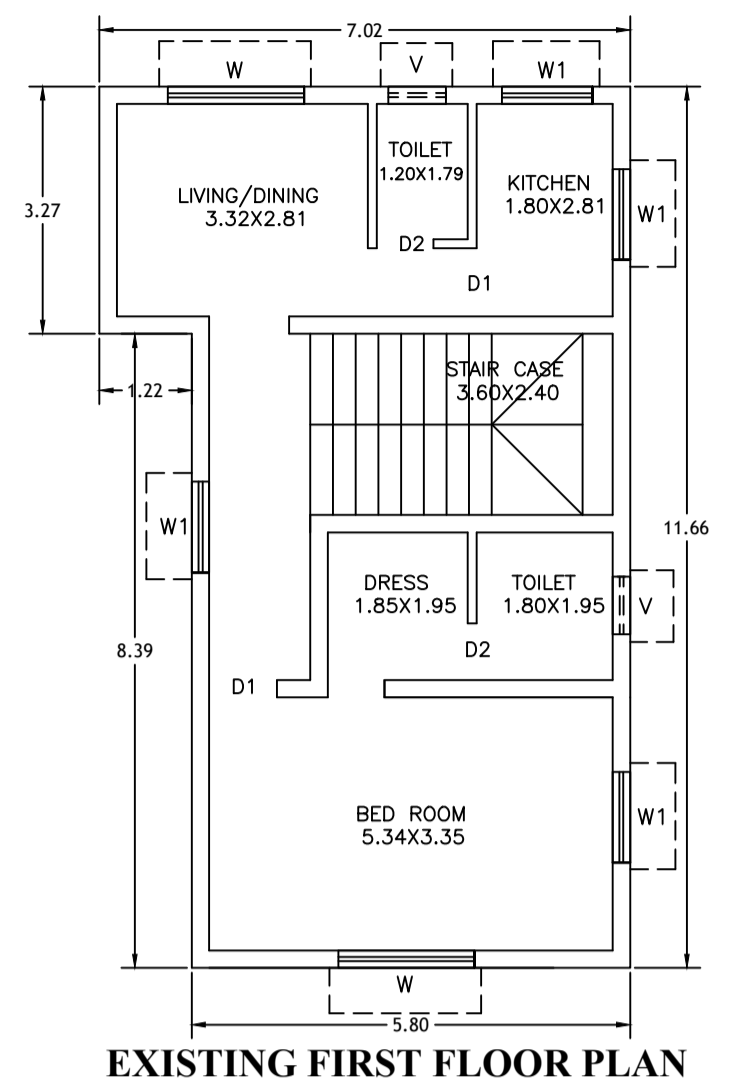 7.02
W
V
W1
TOILET
1.20X1.79
LIVING/DINING
3.32X2.81
KITCHEN
1.80X2.81
3.27
W1
D2
D1
STAIR CASE
3.60X2.40
1.22
W1
11.66
DRESS
1.85X1.95
TOILET
1.80X1.95
V
8.39
D2
D1
BED ROOM
5.34X3.35
W1
W
5.80
EXISTING FIRST FLOOR PLAN